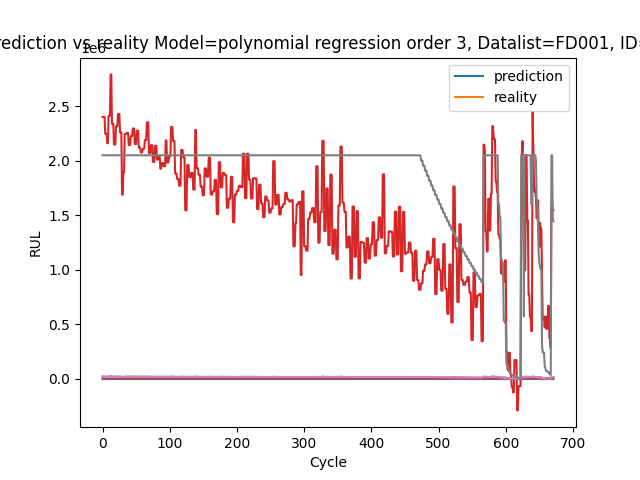 rediction vs reality Model=polynomial regression order 3, Datalist=FD001, ID=
1e6
prediction
reality
2.5
2.0
1.5
1.0
0.5
0.0
RUL
0 100 200 300 400 500 600 700
Cycle